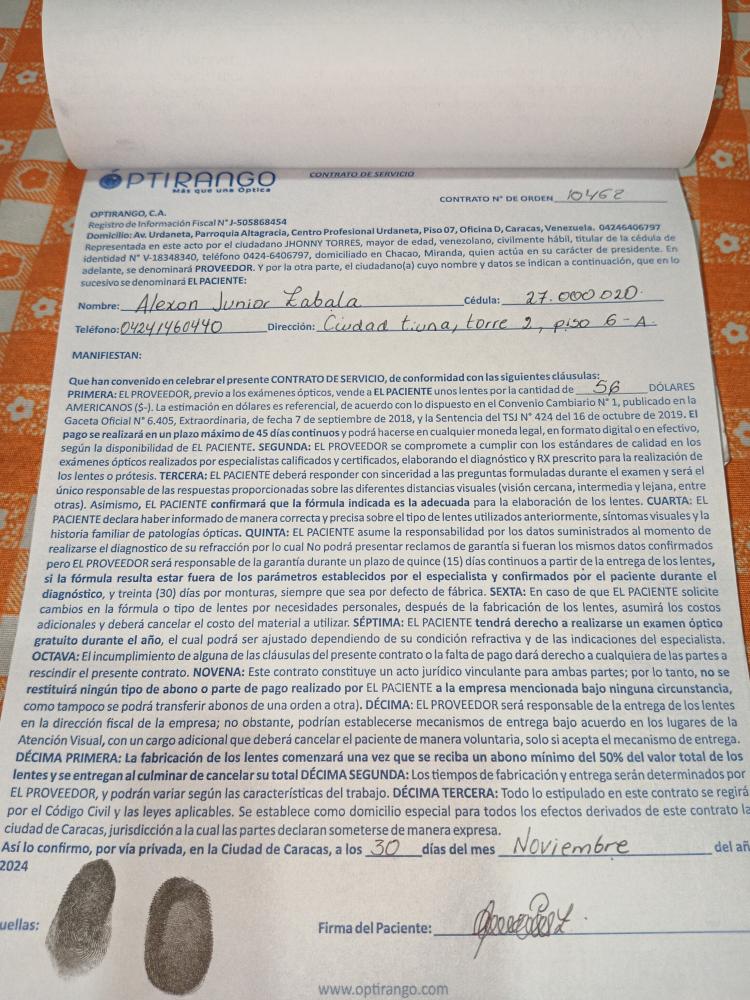 OPTIRANGO
Más que una Óptica
CONTRATO DE SERVICIO
CONTRATO N° DE ORDEN 10462
OPTIRANGO, C.A.
Registro de Información Fiscal N° J-505868454
Domicilio: Av. Urdaneta, Parroquia Altagracia, Centro Profesional Urdaneta, Piso 07, Oficina D, Caracas, Venezuela. 04246406797
Representada en este acto por el ciudadano JHONNY TORRES, mayor de edad, venezolano, civilmente hábil, titular de la cédula de
identidad N° V-18348340, teléfono 0424-6406797, domiciliado en Chacao, Miranda, quien actúa en su carácter de presidente. En
adelante, se denominará PROVEEDOR. Y por la otra parte, el ciudadano(a) cuyo nombre y datos se indican a continuación, que en lo
sucesivo se denominará EL PACIENTE:
Nombre: Alexon Junior Zabala Cédula: 27.000 020.
Teléfono: 04241460440 Dirección: Ciudad tiuna, torre 2, piso 6-A.
MANIFIESTAN:
Que han convenido en celebrar el presente CONTRATO DE SERVICIO, de conformidad con las siguientes cláusulas:
PRIMERA: EL PROVEEDOR, previo a los exámenes ópticos, vende a EL PACIENTE unos lentes por la cantidad de 56 DÓLARES
AMERICANOS ($-). La estimación en dólares es referencial, de acuerdo con lo dispuesto en el Convenio Cambiario N° 1, publicado en la
Gaceta Oficial N° 6.405, Extraordinaria, de fecha 7 de septiembre de 2018, y la Sentencia del TSJ N° 424 del 16 de octubre de 2019. El
pago se realizará en un plazo máximo de 45 días continuos y podrá hacerse en cualquier moneda legal, en formato digital o en efectivo,
según la disponibilidad de EL PACIENTE. SEGUNDA: EL PROVEEDOR se compromete a cumplir con los estándares de calidad en los
exámenes ópticos realizados por especialistas calificados y certificados, elaborando el diagnóstico y RX prescrito para la realización de
los lentes o prótesis. TERCERA: EL PACIENTE deberá responder con sinceridad a las preguntas formuladas durante el examen y será el
único responsable de las respuestas proporcionadas sobre las diferentes distancias visuales (visión cercana, intermedia y lejana, entre
otras). Asimismo, EL PACIENTE confirmará que la fórmula indicada es la adecuada para la elaboración de los lentes. CUARTA: EL
PACIENTE declara haber informado de manera correcta y precisa sobre el tipo de lentes utilizados anteriormente, síntomas visuales y la
historia familiar de patologías ópticas. QUINTA: EL PACIENTE asume la responsabilidad por los datos suministrados al momento de
realizarse el diagnostico de su refracción por lo cual No podrá presentar reclamos de garantía si fueran los mismos datos confirmados
pero EL PROVEEDOR será responsable de la garantía durante un plazo de quince (15) días continuos a partir de la entrega de los lentes,
si la fórmula resulta estar fuera de los parámetros establecidos por el especialista y confirmados por el paciente durante el
diagnóstico, y treinta (30) días por monturas, siempre que sea por defecto de fábrica. SEXTA: En caso de que EL PACIENTE solicite
cambios en la fórmula o tipo de lentes por necesidades personales, después de la fabricación de los lentes, asumirá los costos
adicionales y deberá cancelar el costo del material a utilizar. SÉPTIMA: EL PACIENTE tendrá derecho a realizarse un examen óptico
gratuito durante el año, el cual podrá ser ajustado dependiendo de su condición refractiva y de las indicaciones del especialista.
OCTAVA: El incumplimiento de alguna de las cláusulas del presente contrato o la falta de pago dará derecho a cualquiera de las partes a
rescindir el presente contrato. NOVENA: Este contrato constituye un acto jurídico vinculante para ambas partes; por lo tanto, no se
restituirá ningún tipo de abono o parte de pago realizado por EL PACIENTE a la empresa mencionada bajo ninguna circunstancia,
como tampoco se podrá transferir abonos de una orden a otra). DÉCIMA: EL PROVEEDOR será responsable de la entrega de los lentes
en la dirección fiscal de la empresa; no obstante, podrían establecerse mecanismos de entrega bajo acuerdo en los lugares de la
Atención Visual, con un cargo adicional que deberá cancelar el paciente de manera voluntaria, solo si acepta el mecanismo de entrega.
DÉCIMA PRIMERA: La fabricación de los lentes comenzará una vez que se reciba un abono mínimo del 50% del valor total de los
lentes y se entregan al culminar de cancelar su total DÉCIMA SEGUNDA: Los tiempos de fabricación y entrega serán determinados por
EL PROVEEDOR, y podrán variar según las características del trabajo. DÉCIMA TERCERA: Todo lo estipulado en este contrato se regirá
por el Código Civil y las leyes aplicables. Se establece como domicilio especial para todos los efectos derivados de este contrato la
ciudad de Caracas, jurisdicción a la cual las partes declaran someterse de manera expresa.
Así lo confirmo, por vía privada, en la Ciudad de Caracas, a los 30 días del mes Noviembre del añ
2024
uellas:
Firma del Paciente:
www.optirango.com